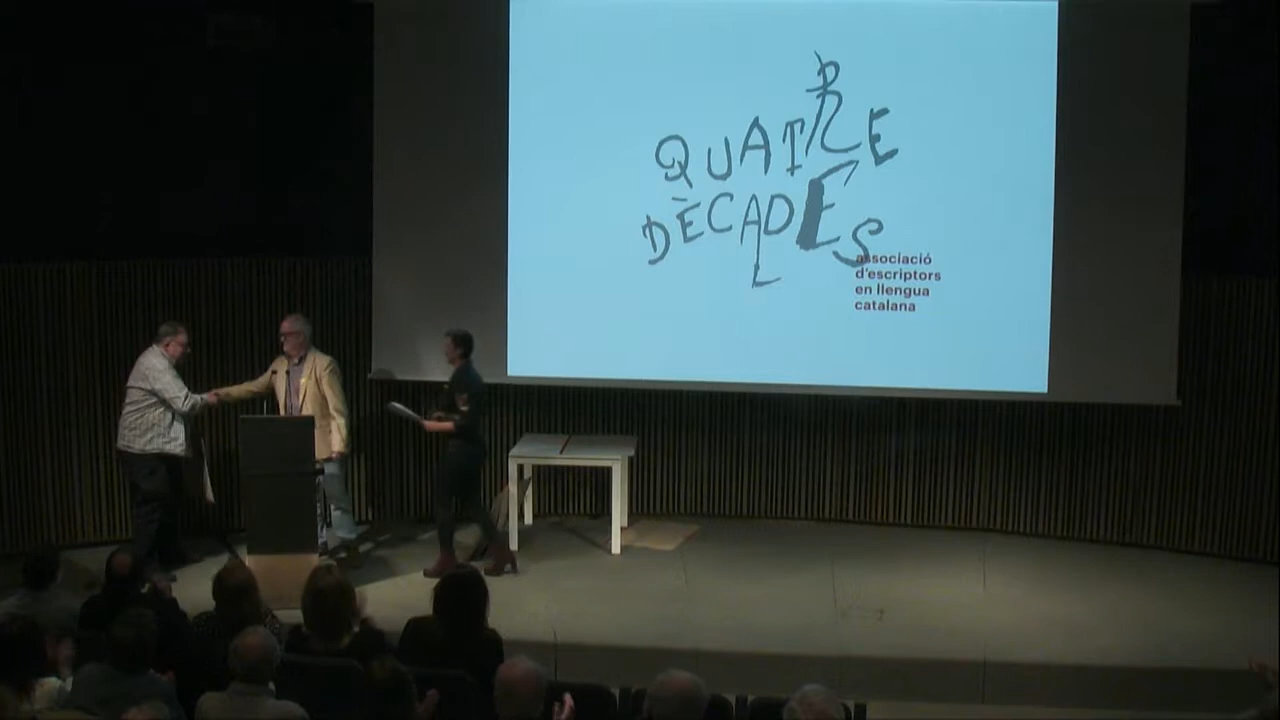 QUATRE
DÈCADES
associació
d'escriptors
en llengua
catalana